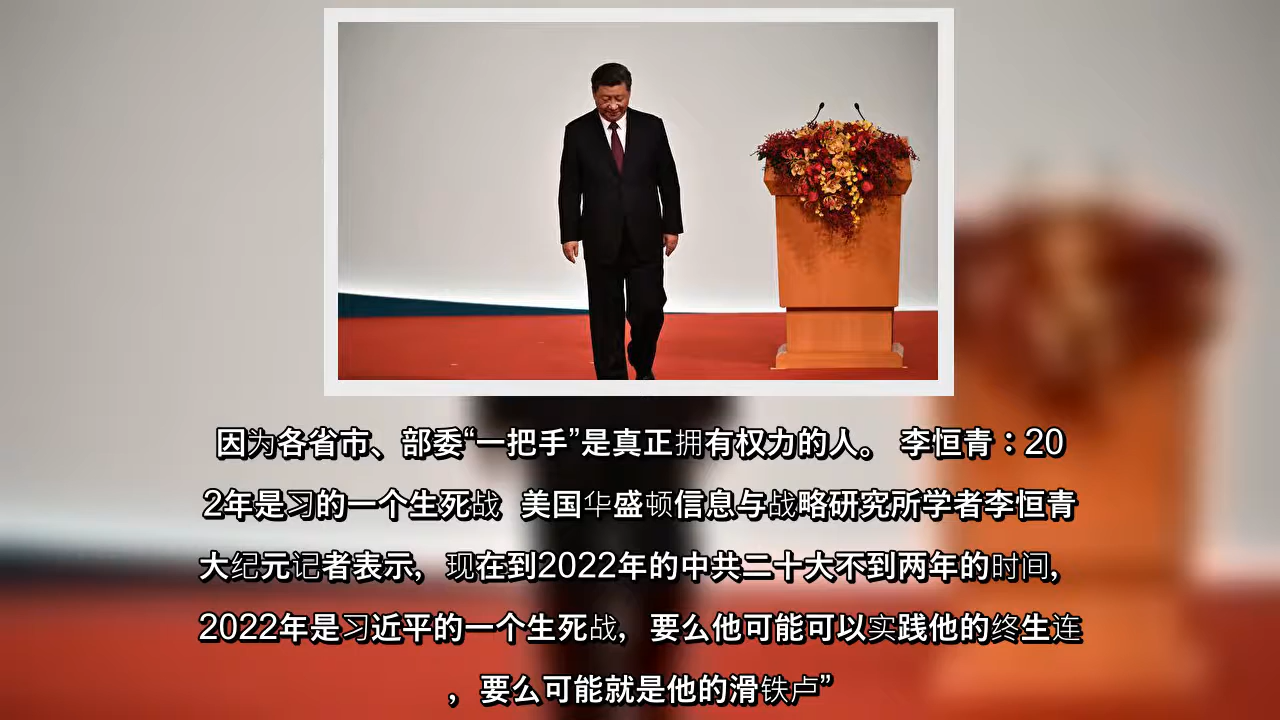 因为各省市、部委“一把手”是真正拥有权力的人。 李恒青：20
2年是习的一个生死战 美国华盛顿信息与战略研究所学者李恒青
大纪元记者表示，现在到2022年的中共二十大不到两年的时间，
2022年是习近平的一个生死战，要么他可能可以实践他的终生连
，要么可能就是他的滑铁卢”